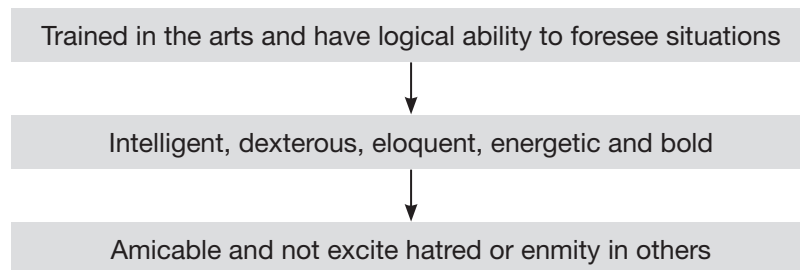 Trained in the arts and have logical ability to foresee situations
Intelligent, dexterous, eloquent, energetic and bold
Amicable and not excite hatred or enmity in others